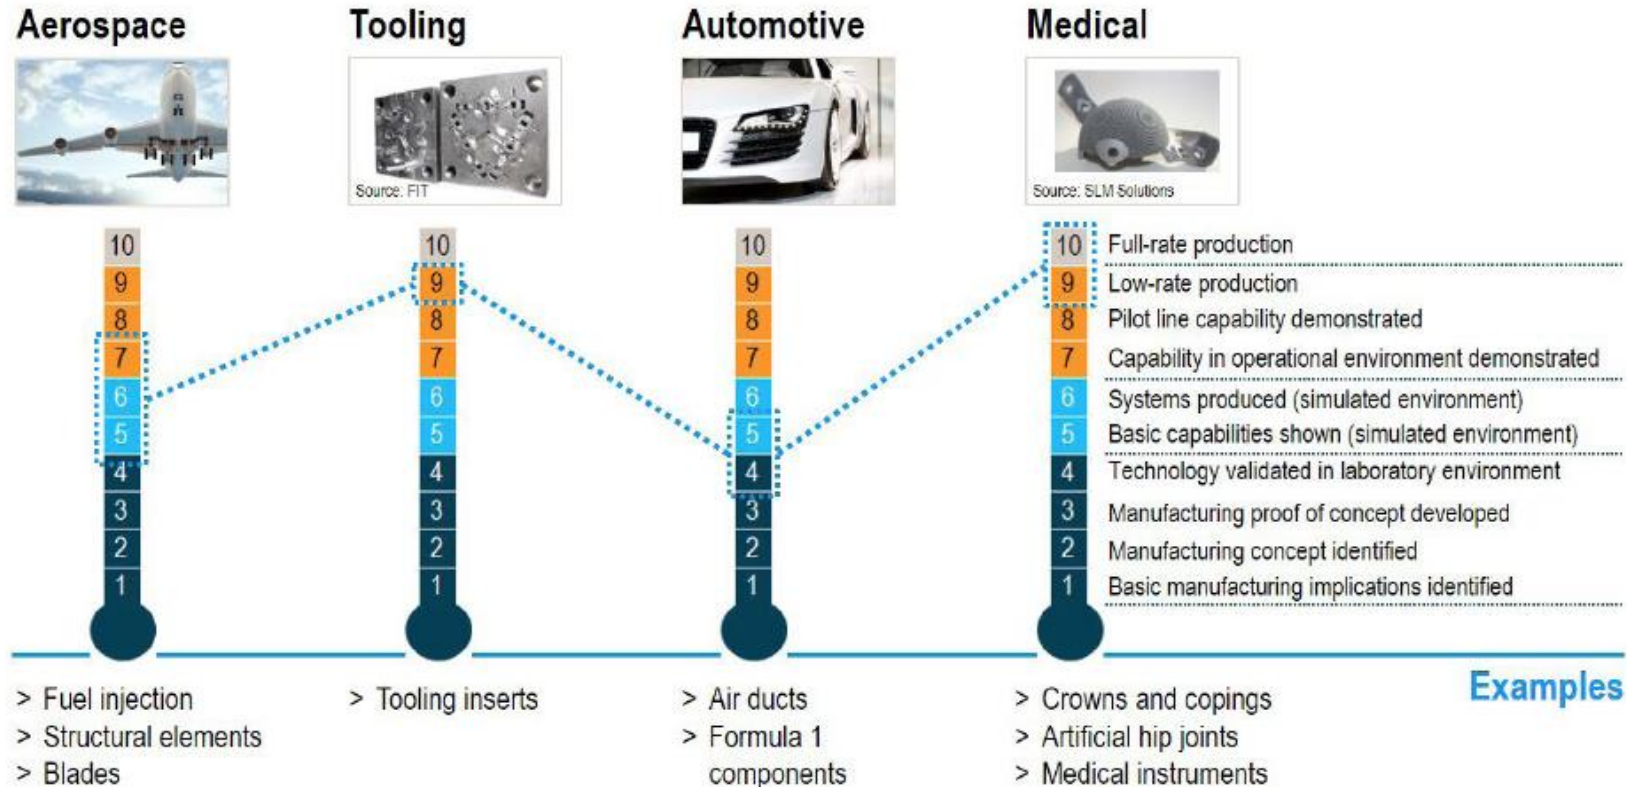 Aerospace
Tooling
Automotive
Medical
Source: FIT
Source: SLM Solutions
10
9
8
7
6
5
4
3
2
1
10
9
8
7
6
5
4
3
2
1
10
9
8
7
6
5
4
3
2
1
10 Full-rate production
9 Low-rate production
8 Pilot line capability demonstrated
7 Capability in operational environment demonstrated
6 Systems produced (simulated environment)
5 Basic capabilities shown (simulated environment)
4 Technology validated in laboratory environment
3 Manufacturing proof of concept developed
2 Manufacturing concept identified
1 Basic manufacturing implications identified
Examples
> Fuel injection
> Structural elements
> Blades
> Tooling inserts
> Air ducts
> Formula 1
components
> Crowns and copings
> Artificial hip joints
> Medical instruments